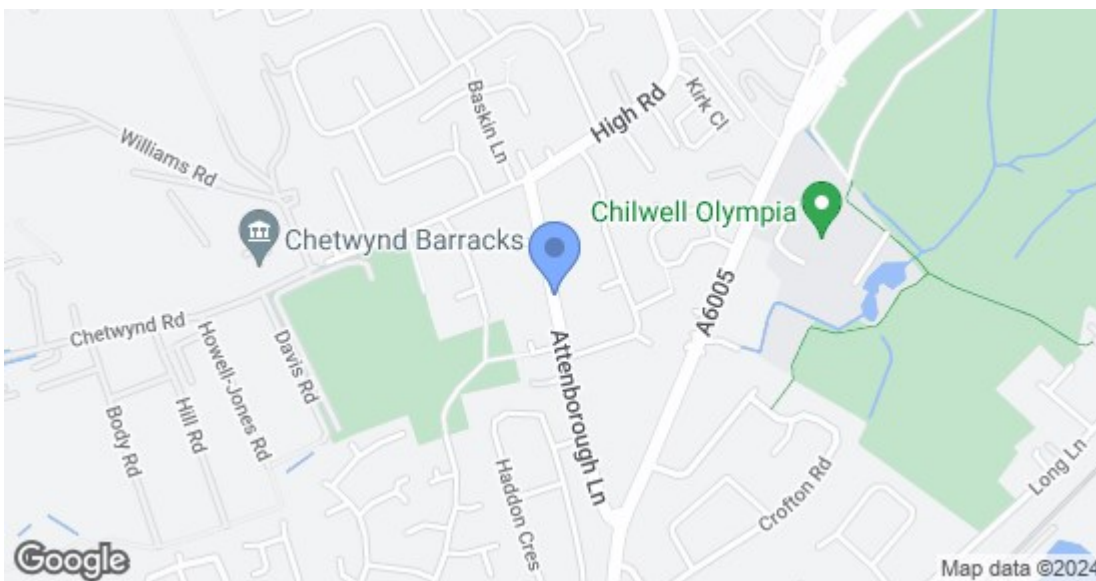 Baskin Ln
High Rd
Kirk Cl
Williams Rd
Chilwell Olympia
Chetwynd Barracks
A6005
Chetwynd Rd
Davis Rd
Howell-Jones Rd
Hill Rd
Body Rd
Attenborough Ln
Haddon Cres
Crofton Rd
Long Ln
Google
Map data ©2024